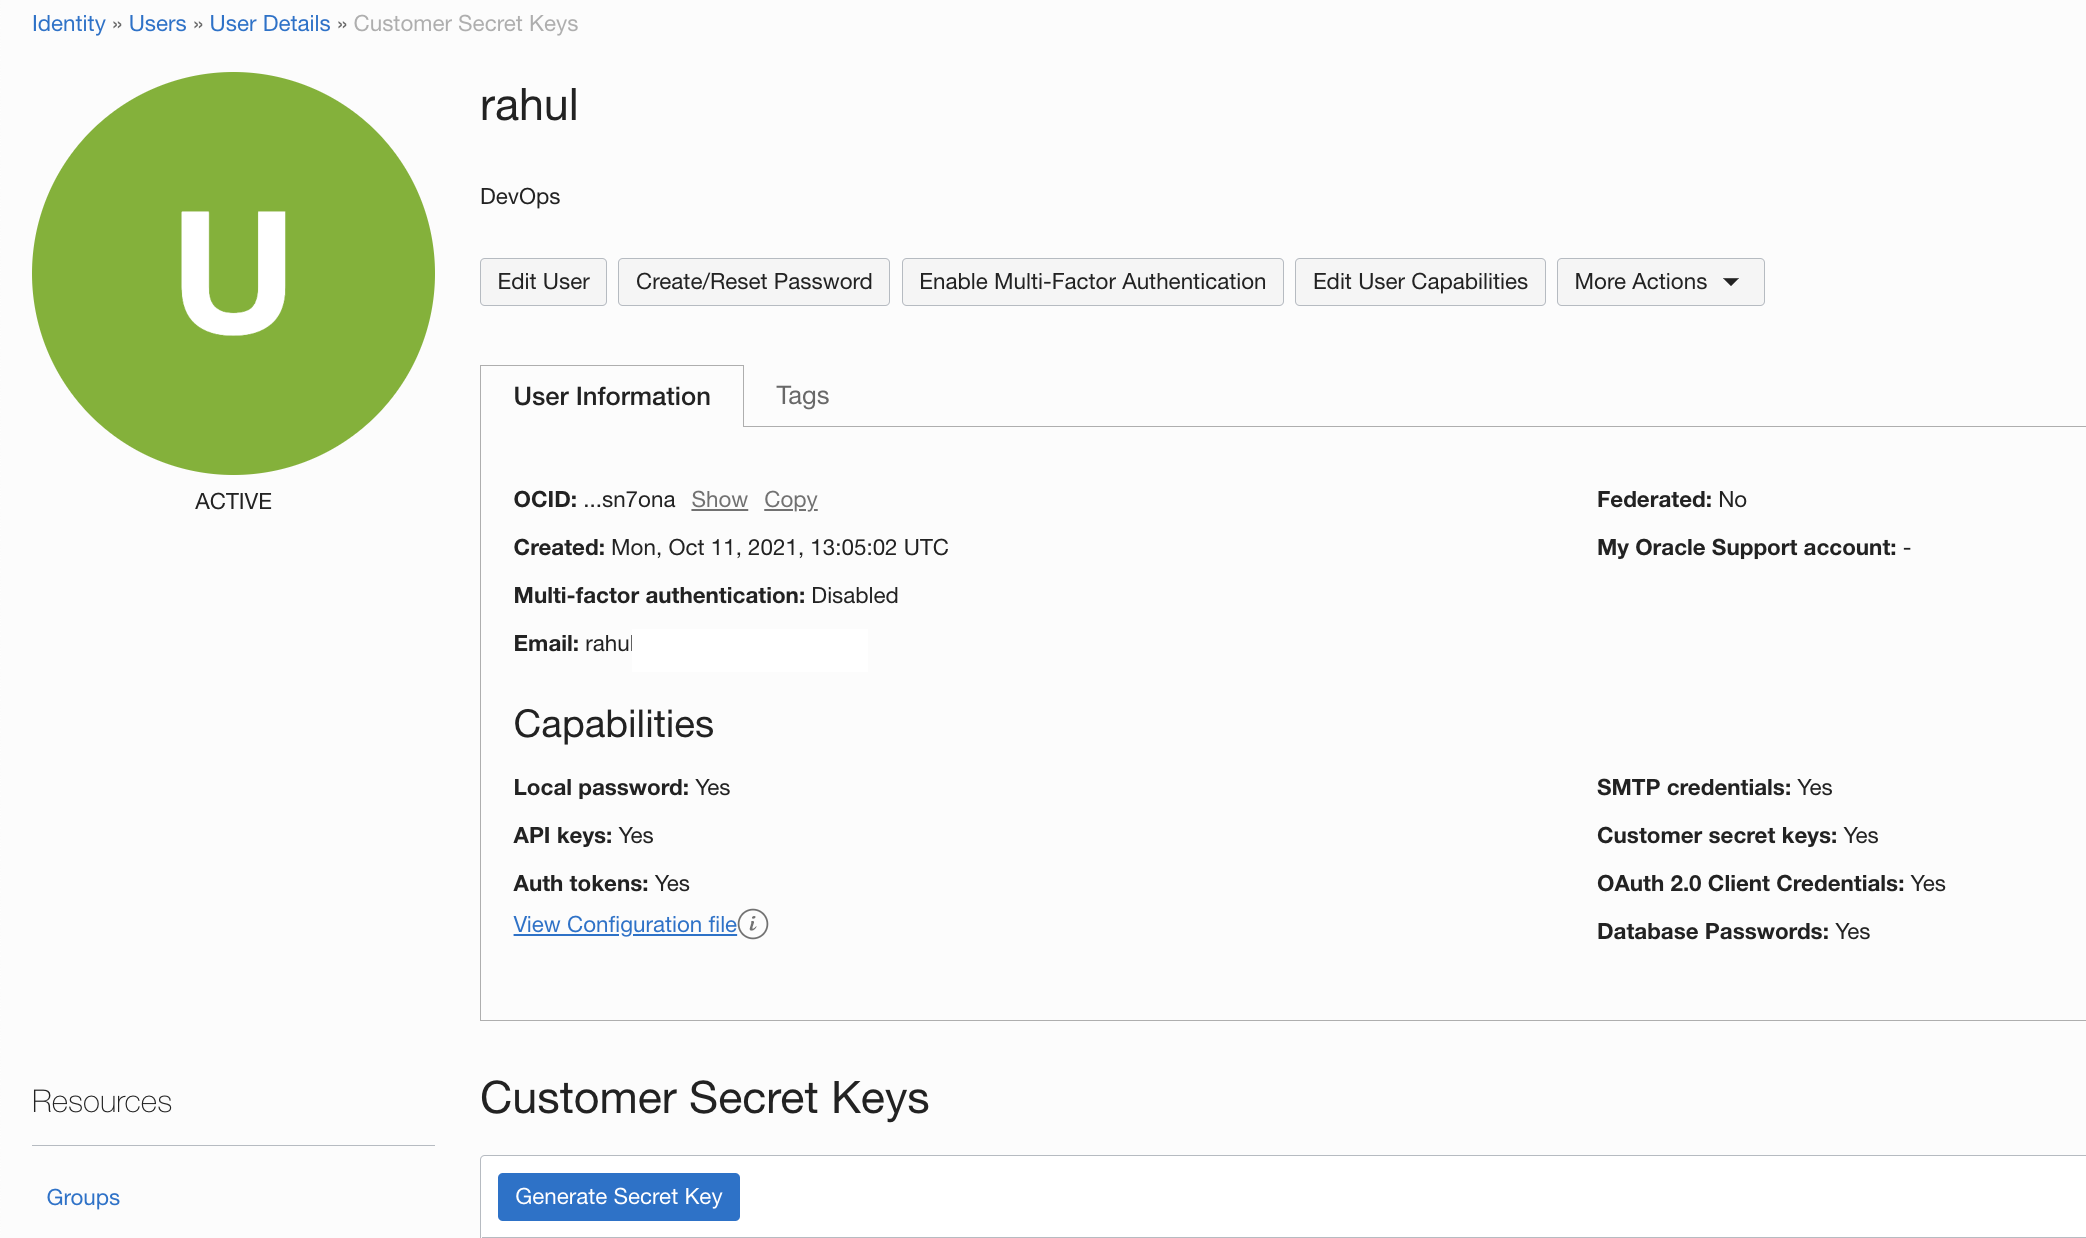 Identity » Users » User Details » Customer Secret Keys
U
ACTIVE
rahul
DevOps
Edit User
Create/Reset Password
Enable Multi-Factor Authentication
Edit User Capabilities
More Actions
User Information
Tags
OCID: ...sn7ona Show Copy
Created: Mon, Oct 11, 2021, 13:05:02 UTC
Multi-factor authentication: Disabled
Email: rahul
Federated: No
My Oracle Support account: -
Capabilities
Local password: Yes
API keys: Yes
Auth tokens: Yes
View Configuration file i
SMTP credentials: Yes
Customer secret keys: Yes
OAuth 2.0 Client Credentials: Yes
Database Passwords: Yes
Resources
Groups
Customer Secret Keys
Generate Secret Key